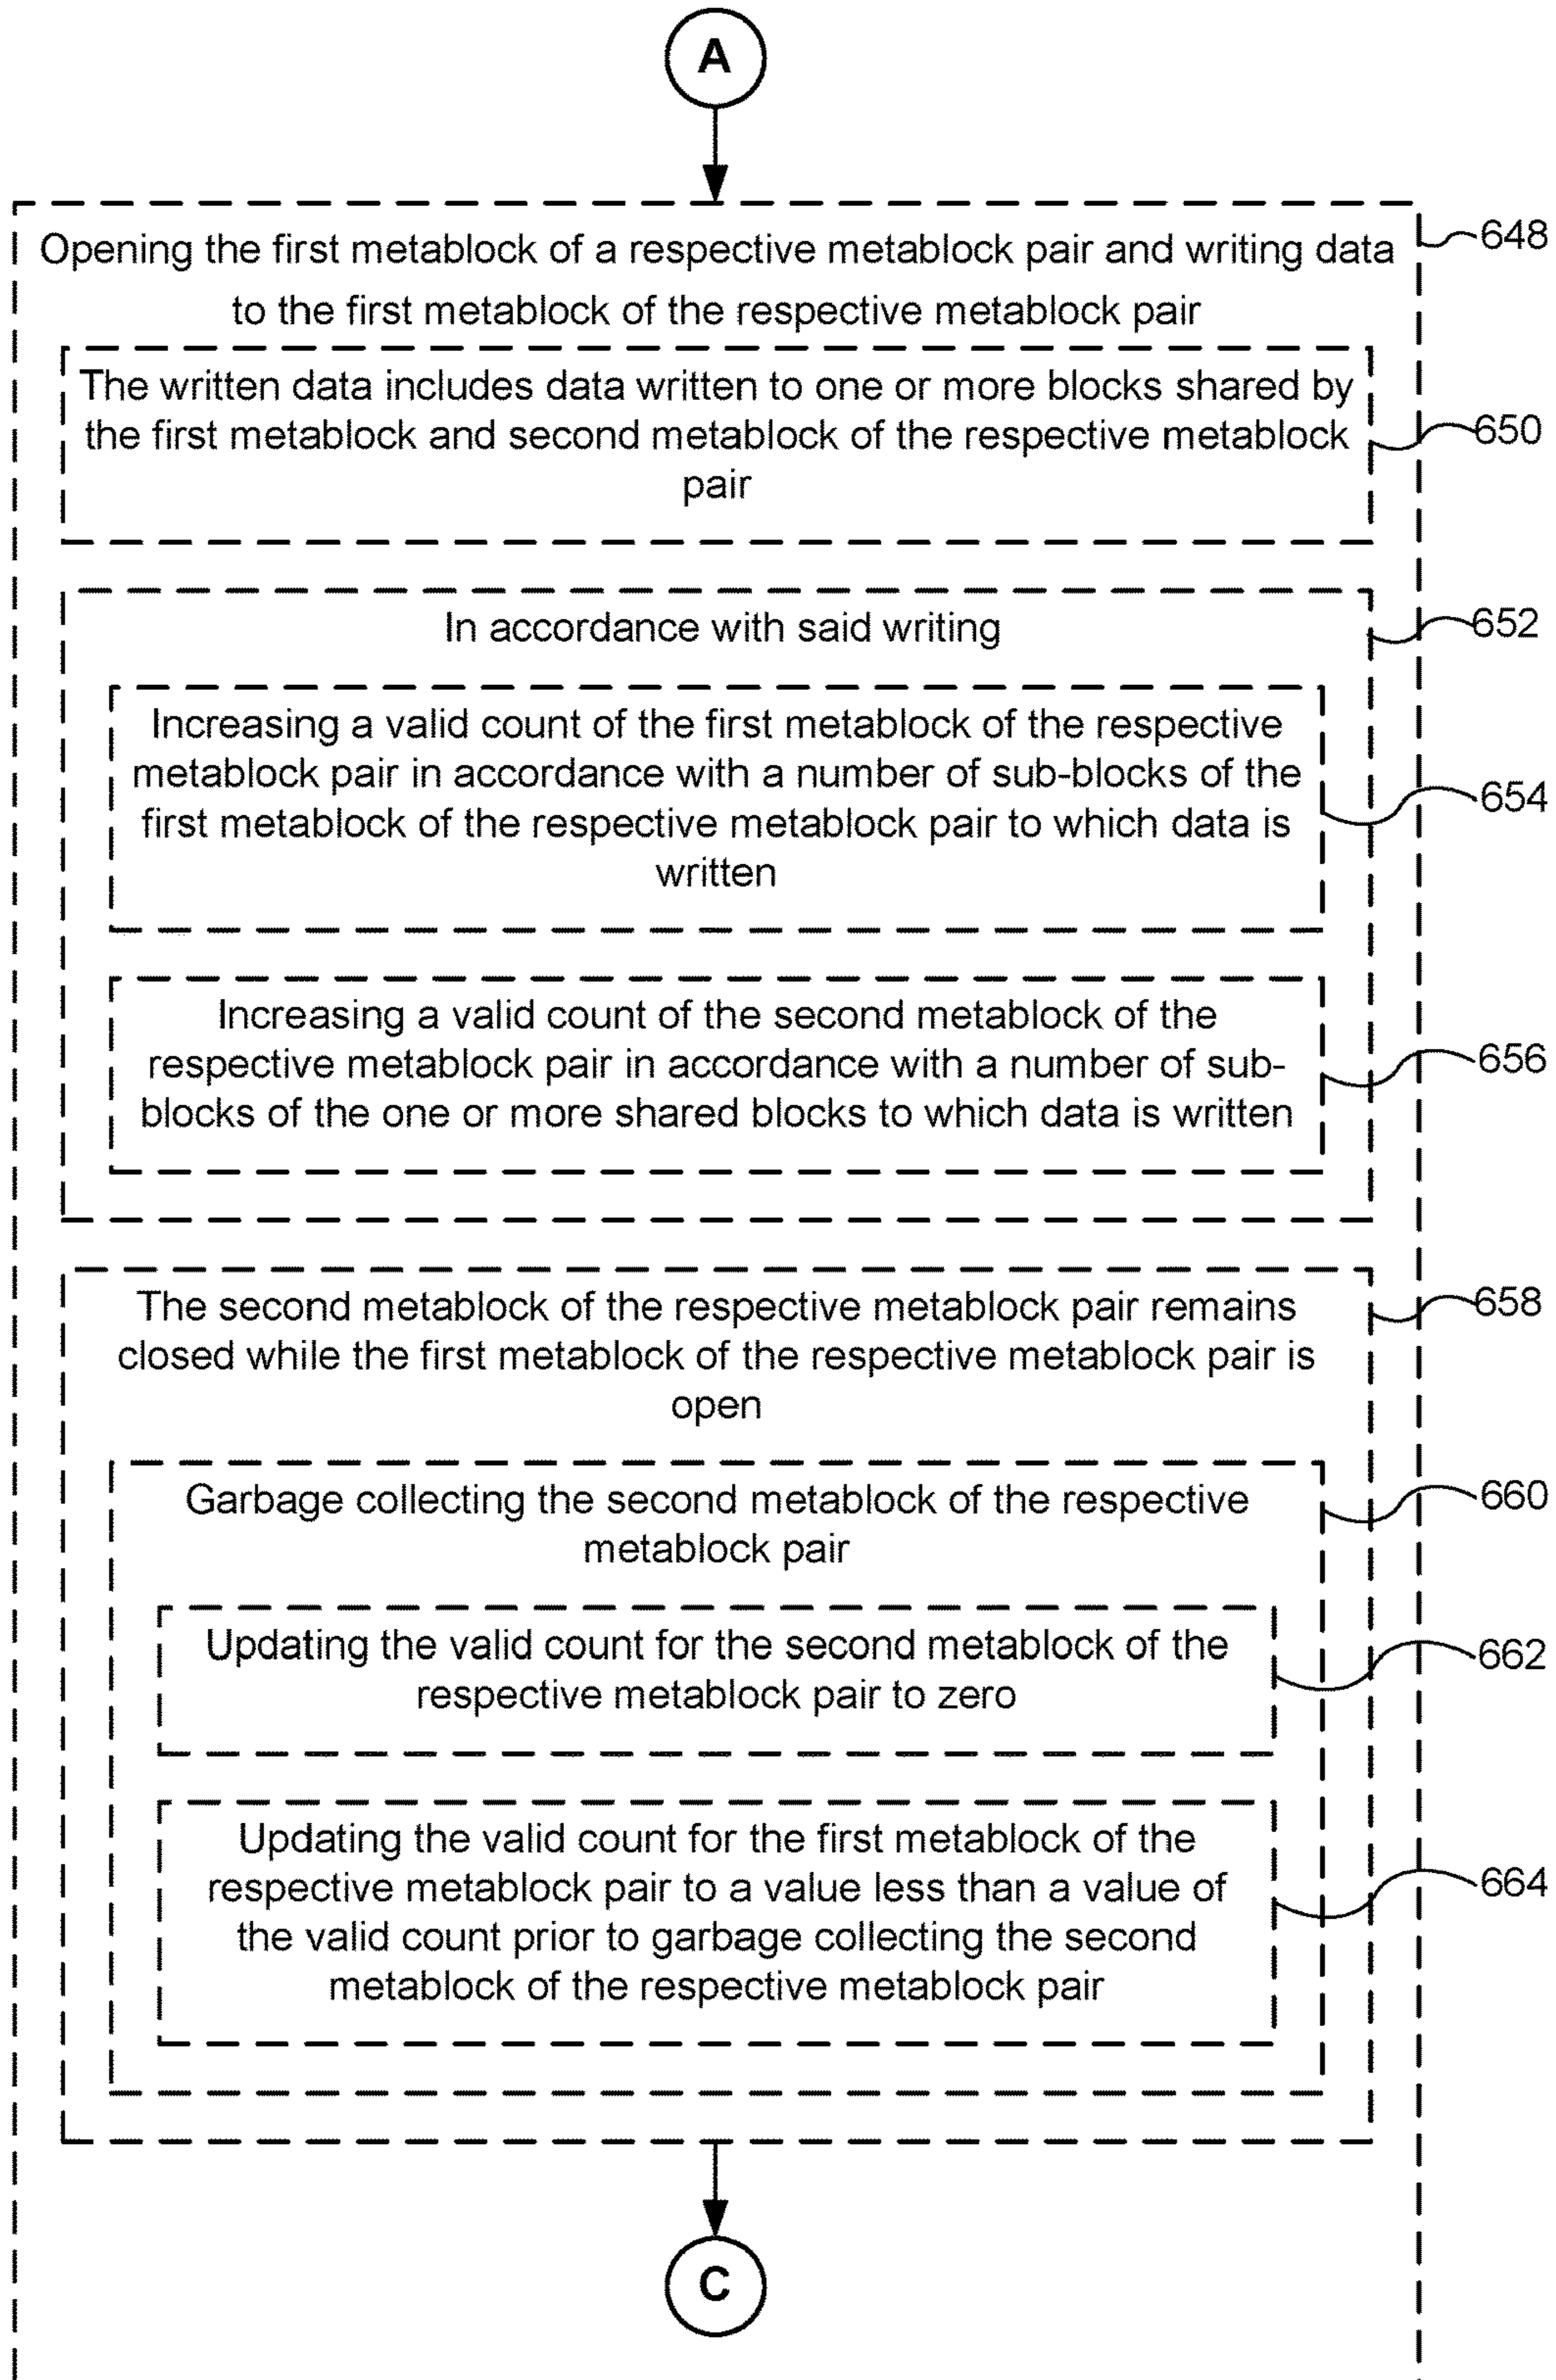 A
Opening the first metablock of a respective metablock pair and writing data
to the first metablock of the respective metablock pair
648
The written data includes data written to one or more blocks shared by
the first metablock and second metablock of the respective metablock
pair
650
In accordance with said writing
652
Increasing a valid count of the first metablock of the respective
metablock pair in accordance with a number of sub-blocks of the
first metablock of the respective metablock pair to which data is
written
654
Increasing a valid count of the second metablock of the
respective metablock pair in accordance with a number of sub-
blocks of the one or more shared blocks to which data is written
656
The second metablock of the respective metablock pair remains
closed while the first metablock of the respective metablock pair is
open
658
Garbage collecting the second metablock of the respective
metablock pair
660
Updating the valid count for the second metablock of the
respective metablock pair to zero
662
Updating the valid count for the first metablock of the
respective metablock pair to a value less than a value of
the valid count prior to garbage collecting the second
metablock of the respective metablock pair
664
C